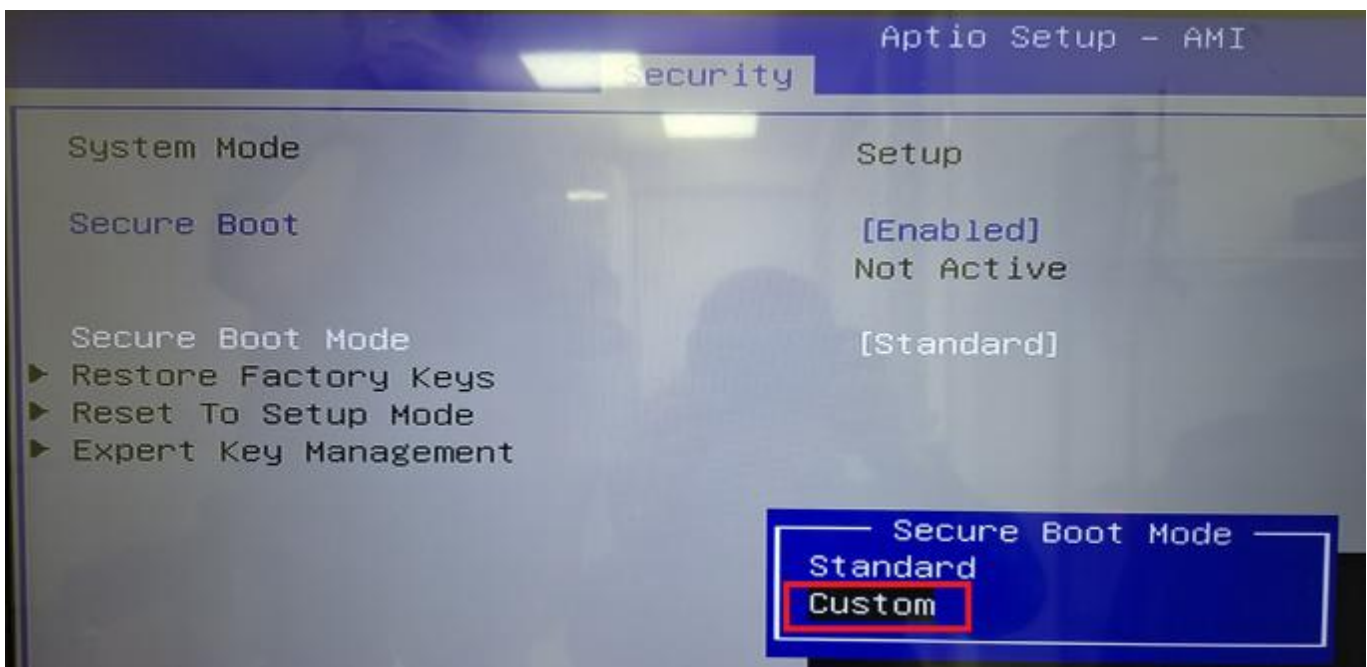 Aptio Setup - AMI
Security
System Mode Setup
Secure Boot [Enabled]
Not Active
Secure Boot Mode [Standard]
Restore Factory Keys
Reset To Setup Mode
Expert Key Management
Secure Boot Mode
Standard
Custom